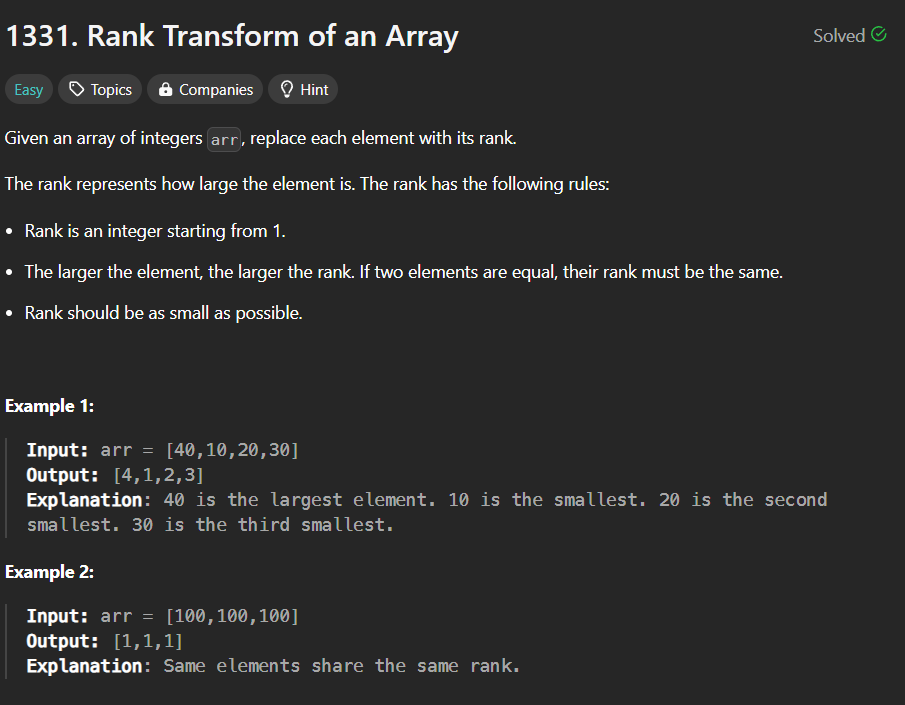 1331. Rank Transform of an Array
Solved
Easy Topics Companies Hint
Given an array of integers arr, replace each element with its rank.
The rank represents how large the element is. The rank has the following rules:
• Rank is an integer starting from 1.
• The larger the element, the larger the rank. If two elements are equal, their rank must be the same.
• Rank should be as small as possible.
Example 1:
Input: arr = [40,10,20,30]
Output: [4,1,2,3]
Explanation: 40 is the largest element. 10 is the smallest. 20 is the second
smallest. 30 is the third smallest.
Example 2:
Input: arr = [100,100,100]
Output: [1,1,1]
Explanation: Same elements share the same rank.